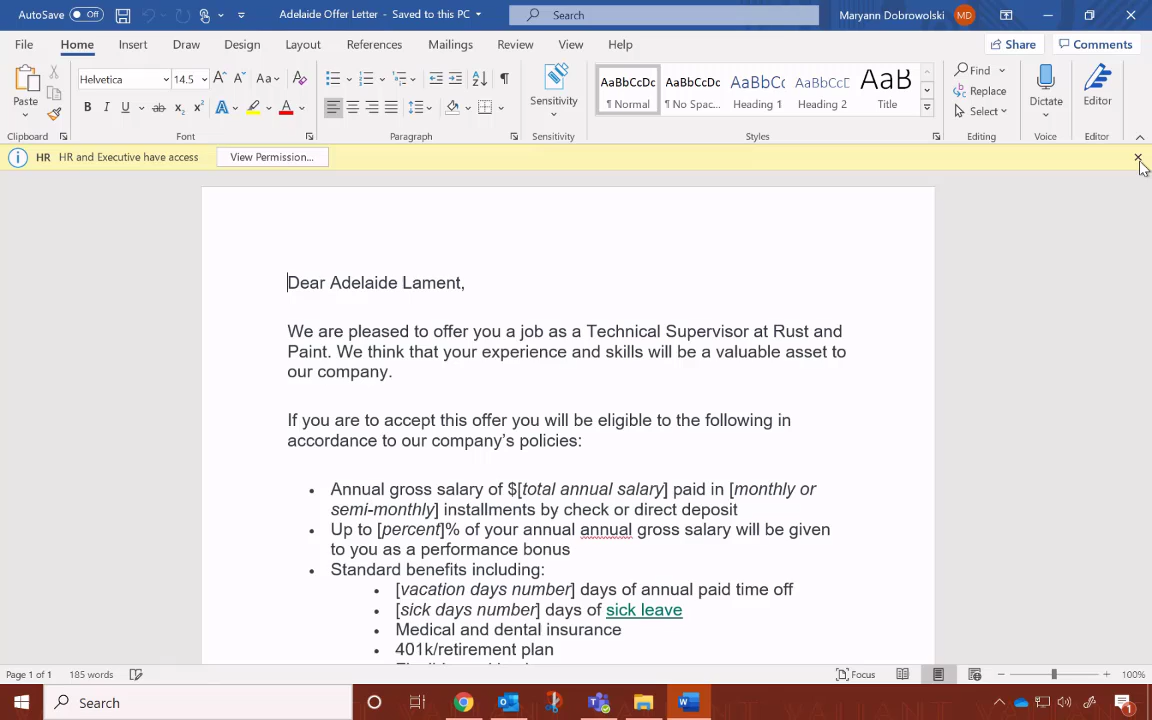 AutoSave Off Adelaide Offer Letter - Saved to this PC Search Maryann Dobrowolski MD
File Home Insert Draw Design Layout References Mailings Review View Help Share Comments
Paste Helvetica 14.5 Aa Sensitivity AaBbCcDc AaBbCcDc AaBbCc AaBbCcD AaB Find Replace Select Dictate Editor
¶ Normal ¶ No Spac... Heading 1 Heading 2 Title
Clipboard Font Paragraph Sensitivity Styles Editing Voice Editor
HR HR and Executive have access View Permission...
Dear Adelaide Lament,
We are pleased to offer you a job as a Technical Supervisor at Rust and
Paint. We think that your experience and skills will be a valuable asset to
our company.
If you are to accept this offer you will be eligible to the following in
accordance to our company's policies:
• Annual gross salary of $[total annual salary] paid in [monthly or
semi-monthly] installments by check or direct deposit
• Up to [percent]% of your annual annual gross salary will be given
to you as a performance bonus
• Standard benefits including:
• [vacation days number] days of annual paid time off
• [sick days number] days of sick leave
• Medical and dental insurance
• 401k/retirement plan
Page 1 of 1 185 words Focus 100%
Search